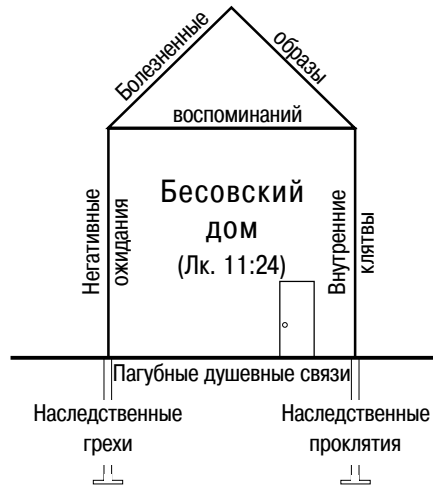 Болезненные
образы
воспоминаний
Негативные
ожидания
Бесовский
дом
(Лк. 11:24)
Внутренние
клятвы
Пагубные душевные связи
Наследственные
грехи
Наследственные
проклятия